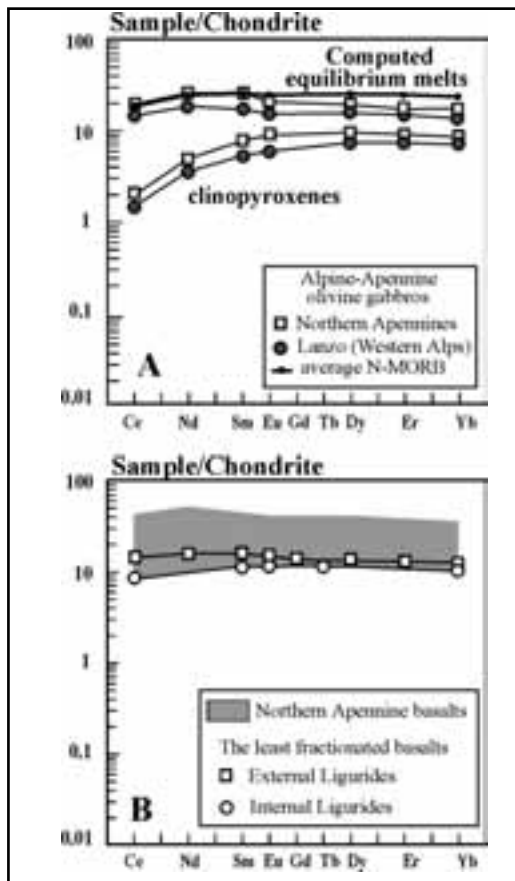 Sample/Chondrite
100
Computed
equilibrium melts
10
clinopyroxenes
1
Alpine-Apennine
olivine gabbros
Northern Apennines
Lanzo (Western Alps)
average N-MORB
0.1
A
0.01
Ce Nd Sm Eu Gd Tb Dy Er Yb
Sample/Chondrite
100
10
1
Northern Apennine basalts
The least fractionated basalts
0.1
External Ligurides
Internal Ligurides
B
0.01
Ce Nd Sm Eu Gd Tb Dy Er Yb